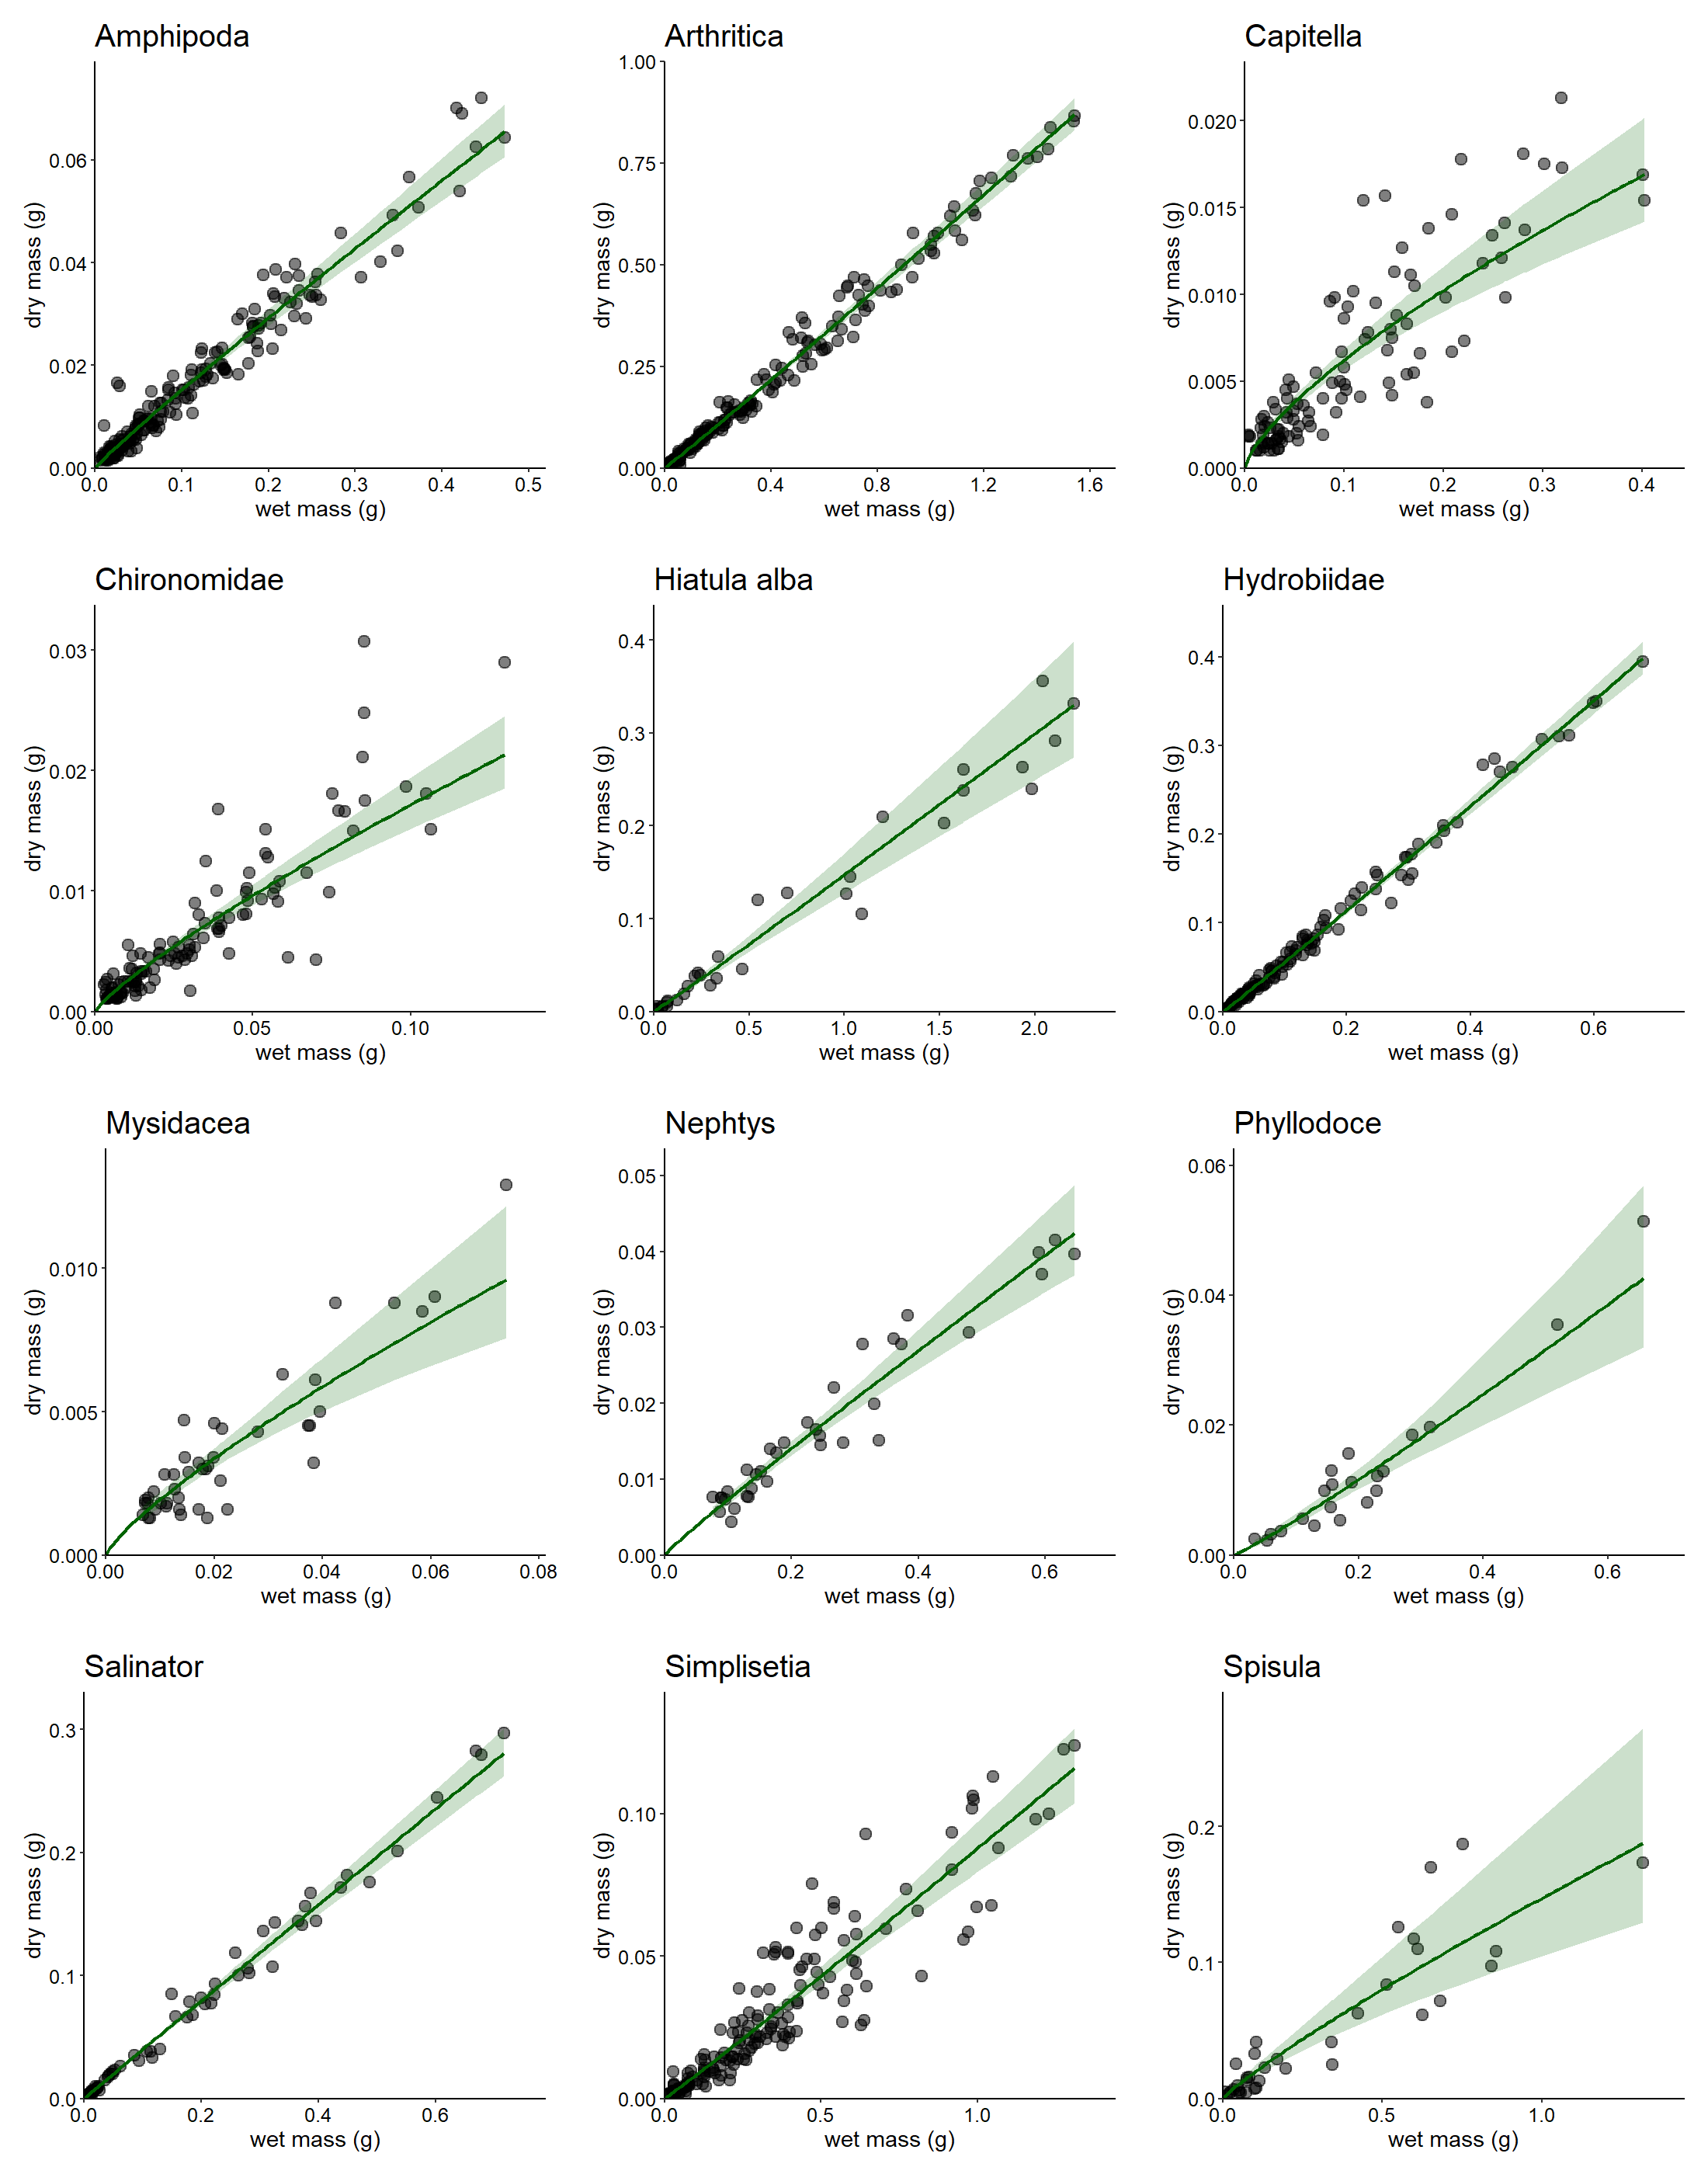 Amphipoda
Arthritica
Capitella
dry mass (g)
0.06
0.04
0.02
0.00
0.0 0.1 0.2 0.3 0.4 0.5
wet mass (g)
dry mass (g)
1.00
0.75
0.50
0.25
0.00
0.0 0.4 0.8 1.2 1.6
wet mass (g)
dry mass (g)
0.020
0.015
0.010
0.005
0.000
0.0 0.1 0.2 0.3 0.4
wet mass (g)
Chironomidae
Hiatula alba
Hydrobiidae
dry mass (g)
0.03
0.02
0.01
0.00
0.00 0.05 0.10
wet mass (g)
dry mass (g)
0.4
0.3
0.2
0.1
0.0
0.0 0.5 1.0 1.5 2.0
wet mass (g)
dry mass (g)
0.4
0.3
0.2
0.1
0.0
0.0 0.2 0.4 0.6
wet mass (g)
Mysidacea
Nephtys
Phyllodoce
dry mass (g)
0.010
0.005
0.000
0.00 0.02 0.04 0.06 0.08
wet mass (g)
dry mass (g)
0.05
0.04
0.03
0.02
0.01
0.00
0.0 0.2 0.4 0.6
wet mass (g)
dry mass (g)
0.06
0.04
0.02
0.00
0.0 0.2 0.4 0.6
wet mass (g)
Salinator
Simplisetia
Spisula
dry mass (g)
0.3
0.2
0.1
0.0
0.0 0.2 0.4 0.6
wet mass (g)
dry mass (g)
0.10
0.05
0.00
0.0 0.5 1.0
wet mass (g)
dry mass (g)
0.2
0.1
0.0
0.0 0.5 1.0
wet mass (g)